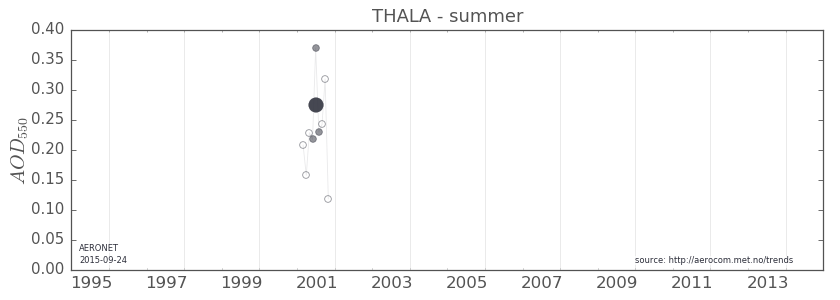 THALA - summer
0.40
0.35
0.30
0.25
0.20
0.15
0.10
0.05
0.00
AOD550
AERONET
2015-09-24
source: http://aerocom.met.no/trends
1995 1997 1999 2001 2003 2005 2007 2009 2011 2013